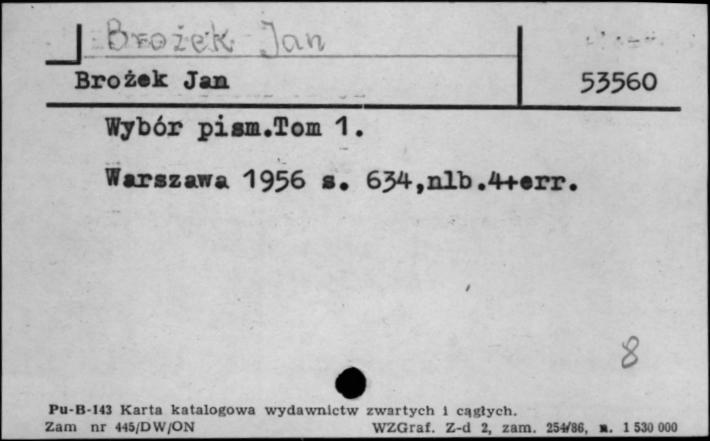 Brożek Jan
Brożek Jan 53560
Wybór pism.Tom 1.
Warszawa 1956 s. 634,nlb.4+err.
8
Pu-B-143 Karta katalogowa wydawnictw zwartych i ciągłych.
Zam nr 445/DW/ON WZGraf. Z-d 2, zam. 254/86, n. 1 530 000